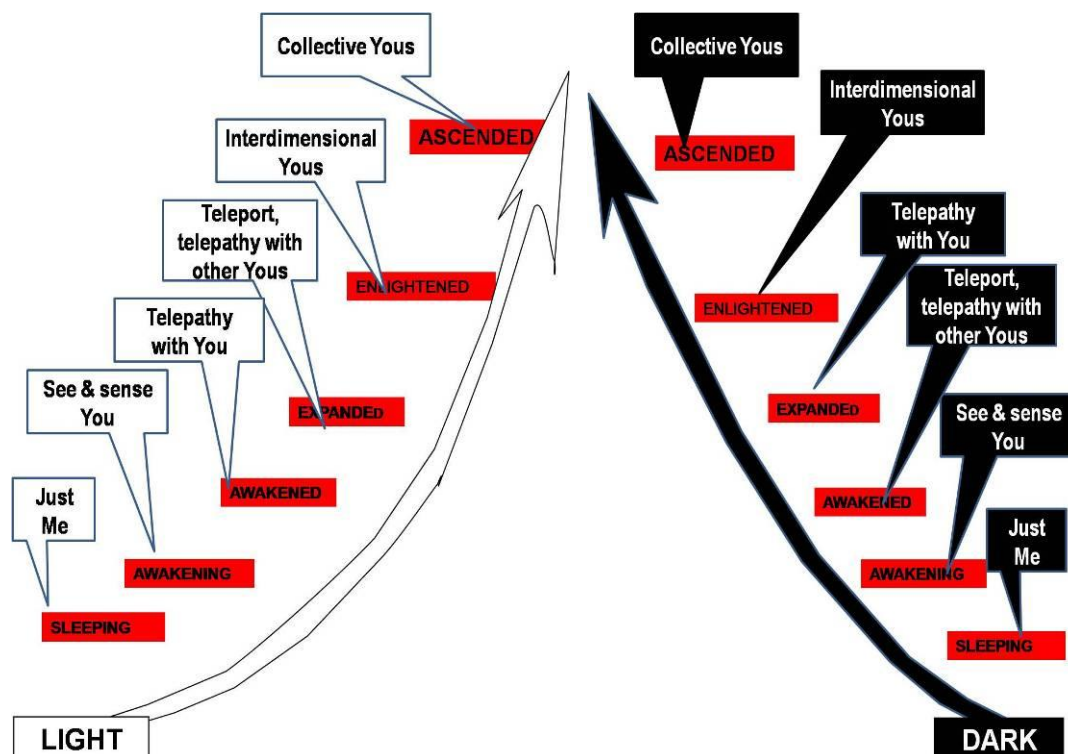 Collective Yous
ASCENDED
Interdimensional
Yous
ENLIGHTENED
Teleport,
telepathy with
other Yous
EXPANDEd
Telepathy
with You
AWAKENED
See & sense
You
AWAKENING
Just
Me
SLEEPING
LIGHT
Collective Yous
ASCENDED
Interdimensional
Yous
ENLIGHTENED
Telepathy
with You
EXPANDEd
Teleport,
telepathy with
other Yous
AWAKENED
See & sense
You
AWAKENING
Just
Me
SLEEPING
DARK